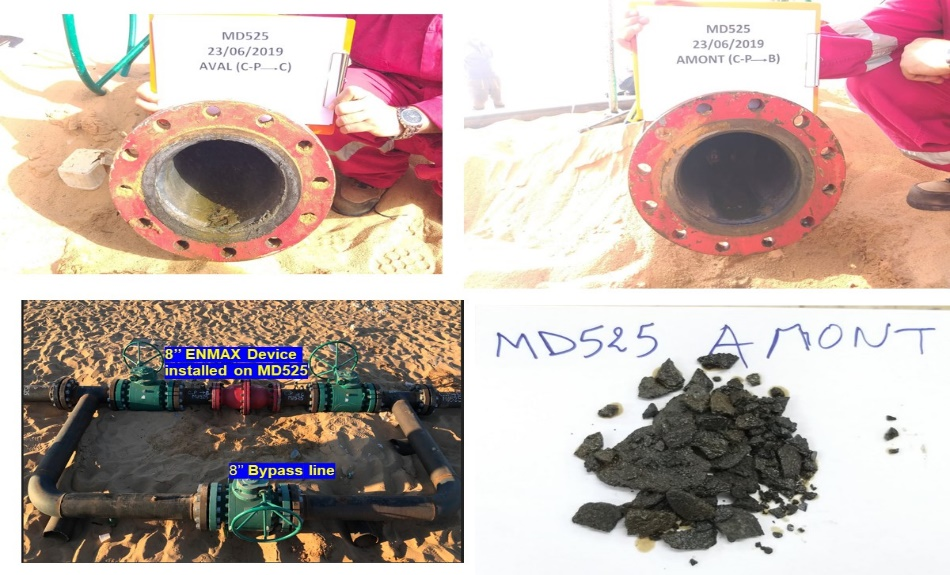 MD525
23/06/2019
AVAL (C-P→C)
MD525
23/06/2019
AMONT (C-P→B)
8’’ ENMAX Device
installed on MD525
8’’ Bypass line
MD525 AMONT